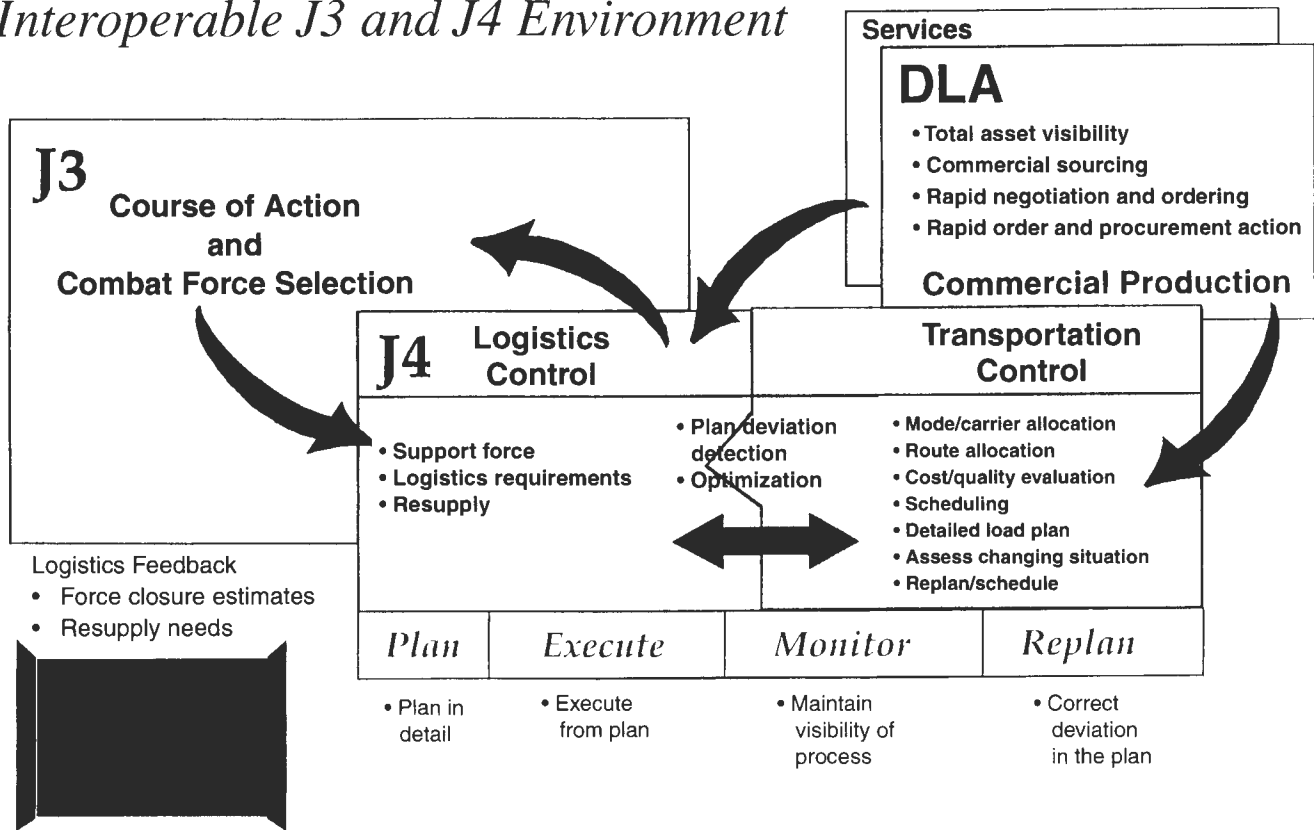 Interoperable J3 and J4 Environment
Services
DLA
• Total asset visibility
• Commercial sourcing
• Rapid negotiation and ordering
• Rapid order and procurement action
Commercial Production
J3
Course of Action
and
Combat Force Selection
J4
Logistics
Control
Transportation
Control
• Support force
• Logistics requirements
• Resupply
• Plan deviation
detection
• Optimization
• Mode/carrier allocation
• Route allocation
• Cost/quality evaluation
• Scheduling
• Detailed load plan
• Assess changing situation
• Replan/schedule
Logistics Feedback
• Force closure estimates
• Resupply needs
Plan
Execute
Monitor
Replan
• Plan in
detail
• Execute
from plan
• Maintain
visibility of
process
• Correct
deviation
in the plan